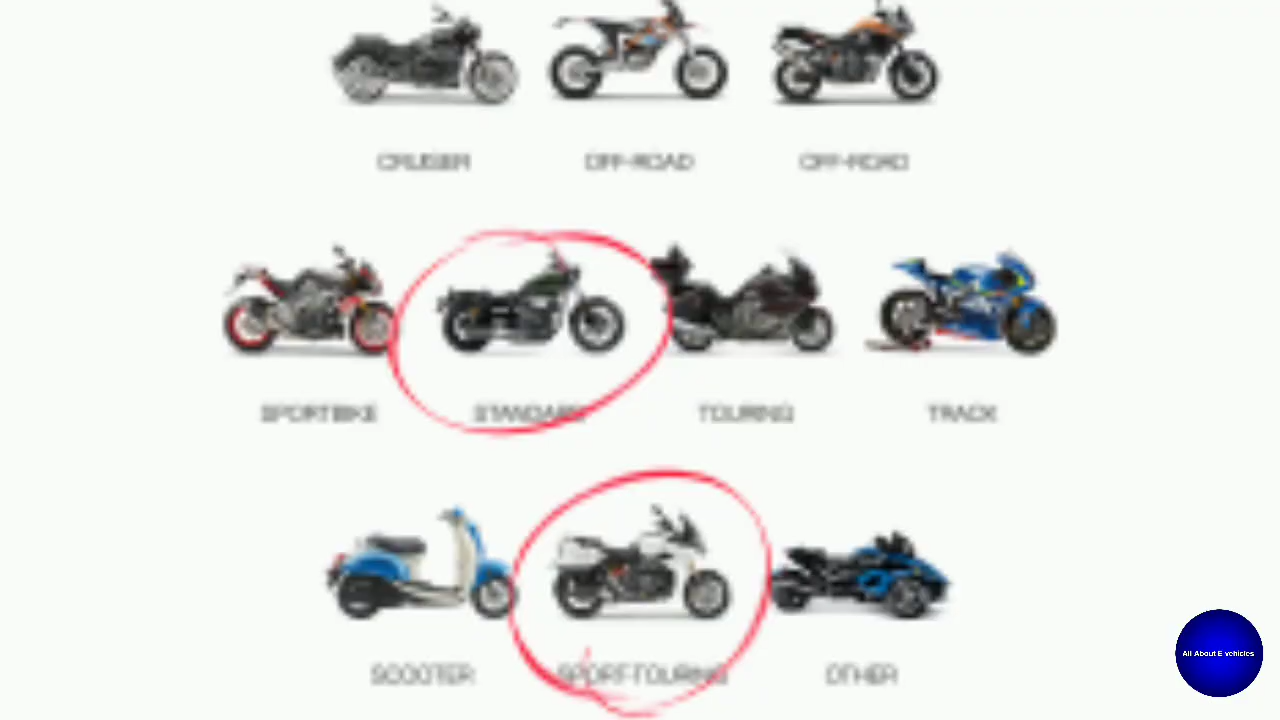 CRUISER
OFF-ROAD
OFF-ROAD
SPORTBIKE
STANDARD
TOURING
TRACK
SCOOTER
SPORT-TOURING
OTHER
All About E vehicles